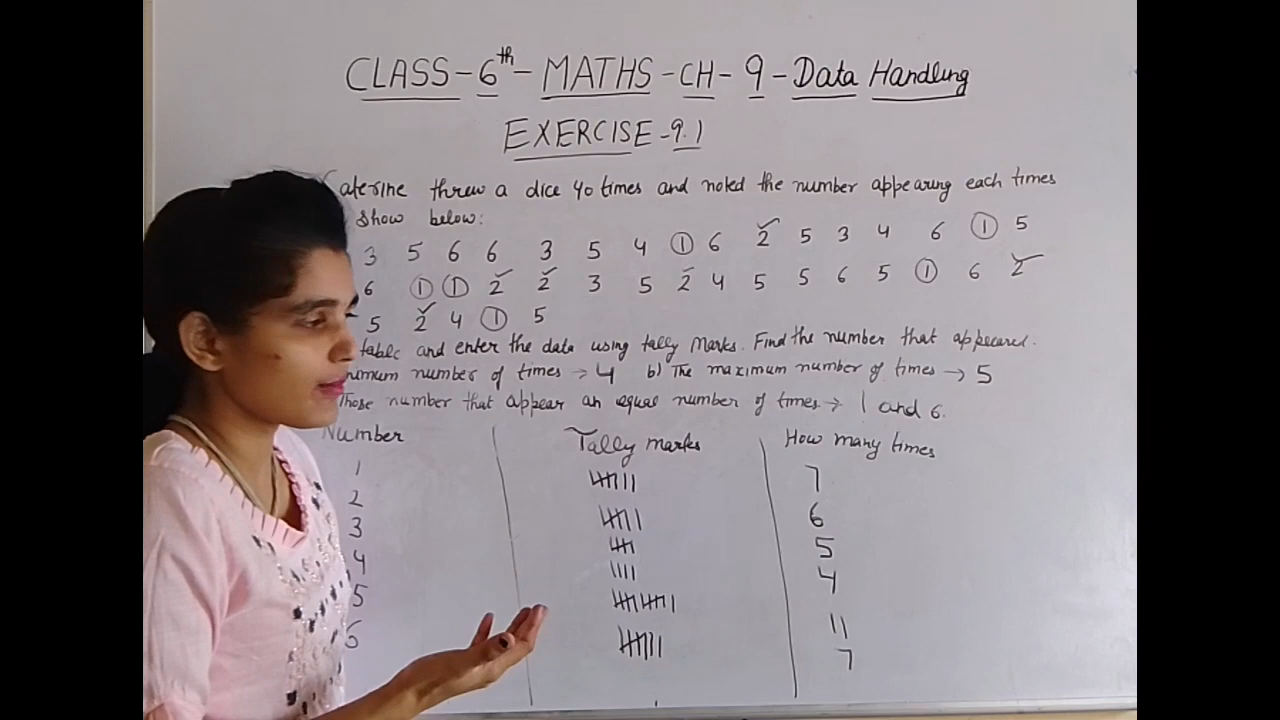 CLASS-6th-MATHS-CH-9-Data Handling
EXERCISE-9.1
aterine threw a dice 40 times and noted the number appearing each times
show below:
3 5 6 6 3 5 4 1 6 2 5 3 4 6 1 5
6 1 1 2 2 3 5 2 4 5 5 6 5 1 6 2
5 2 4 1 5
table and enter the data using tally marks. Find the number that appeared.
number of times → 4 b) The maximum number of times → 5
Those number that appear an equal number of times → 1 and 6.
Number Tally marks How many times
1 7
2 6
3 5
4 4
5 11
6 7